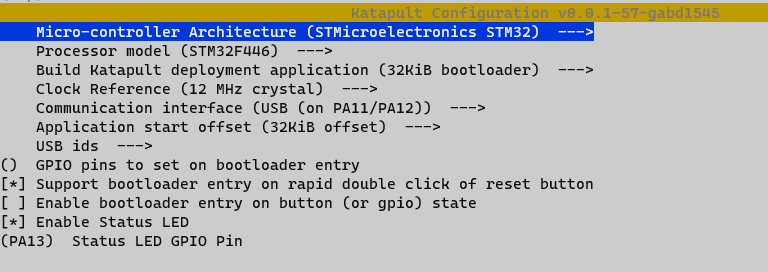 Katapult Configuration v0.0.1-57-gabd1545
Micro-controller Architecture (STMicroelectronics STM32)  --->
Processor model (STM32F446)  --->
Build Katapult deployment application (32KiB bootloader)  --->
Clock Reference (12 MHz crystal)  --->
Communication interface (USB (on PA11/PA12))  --->
Application start offset (32KiB offset)  --->
USB ids  --->
()  GPIO pins to set on bootloader entry
[*] Support bootloader entry on rapid double click of reset button
[ ] Enable bootloader entry on button (or gpio) state
[*] Enable Status LED
(PA13)  Status LED GPIO Pin